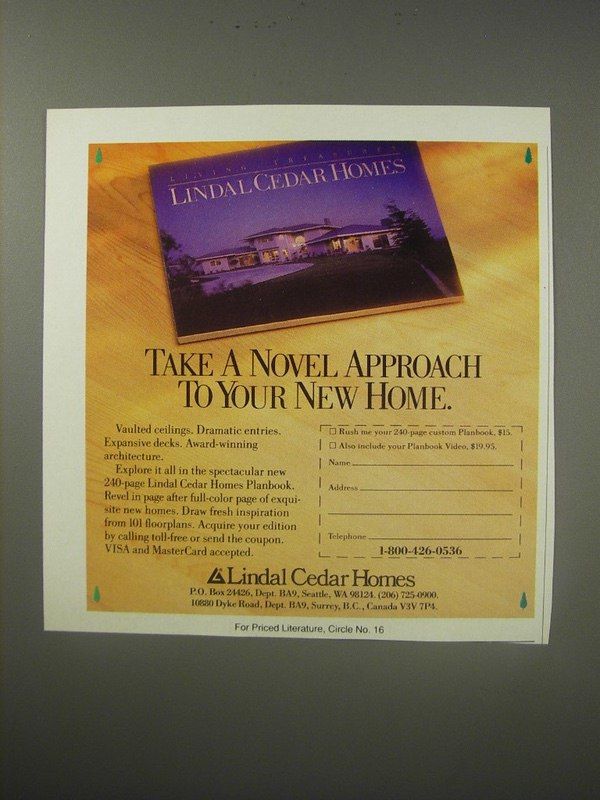 LIVING TREASURES
LINDAL CEDAR HOMES
TAKE A NOVEL APPROACH
TO YOUR NEW HOME.
Vaulted ceilings. Dramatic entries.
Expansive decks. Award-winning
architecture.
Explore it all in the spectacular new
240-page Lindal Cedar Homes Planbook.
Revel in page after full-color page of exqui-
site new homes. Draw fresh inspiration
from 101 floorplans. Acquire your edition
by calling toll-free or send the coupon.
VISA and MasterCard accepted.
Rush me your 240-page custom Planbook, $15.
Also include your Planbook Video, $19.95.
Name
Address
Telephone
1-800-426-0536
Lindal Cedar Homes
P.O. Box 24426, Dept. BA9, Seattle, WA 98124. (206) 725-0900.
10880 Dyke Road, Dept. BA9, Surrey, B.C., Canada V3V 7P4.
For Priced Literature, Circle No. 16